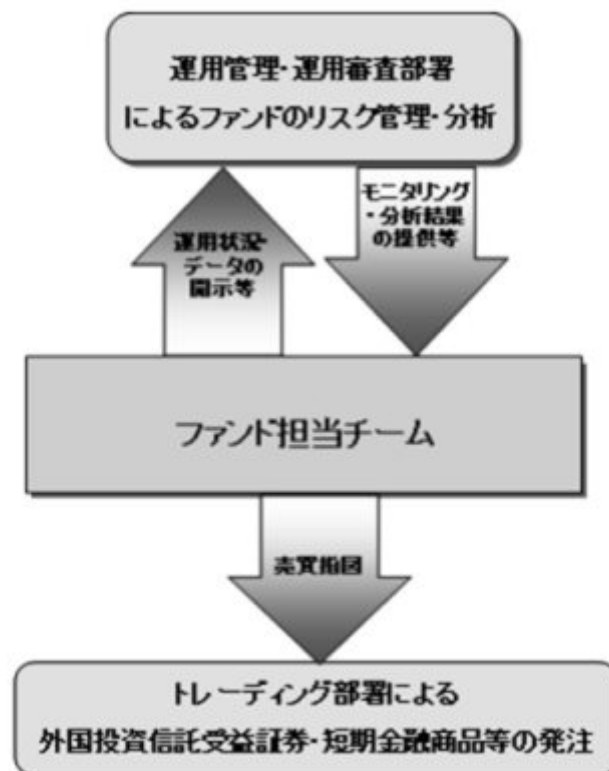 運用管理・運用審査部署
によるファンドのリスク管理・分析
運用状況・
データの
開示等
モニタリング
・分析結果
の提供等
ファンド担当チーム
売買指図
トレーディング部署による
外国投資信託受益証券・短期金融商品等の発注